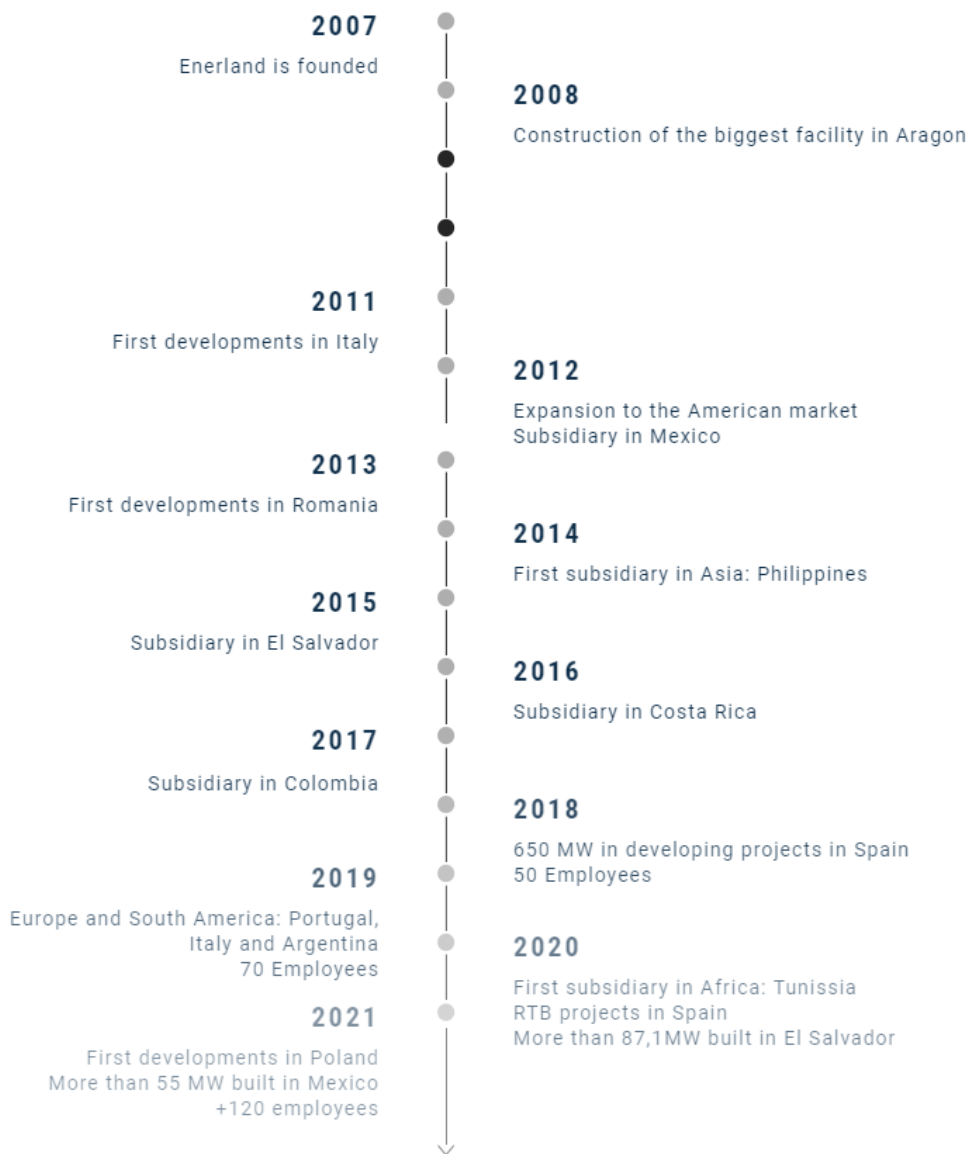 2007
Enerland is founded
2008
Construction of the biggest facility in Aragon
2011
First developments in Italy
2012
Expansion to the American market
Subsidiary in Mexico
2013
First developments in Romania
2014
First subsidiary in Asia: Philippines
2015
Subsidiary in El Salvador
2016
Subsidiary in Costa Rica
2017
Subsidiary in Colombia
2018
650 MW in developing projects in Spain
50 Employees
2019
Europe and South America: Portugal,
Italy and Argentina
70 Employees
2020
First subsidiary in Africa: Tunissia
RTB projects in Spain
More than 87,1MW built in El Salvador
2021
First developments in Poland
More than 55 MW built in Mexico
+120 employees